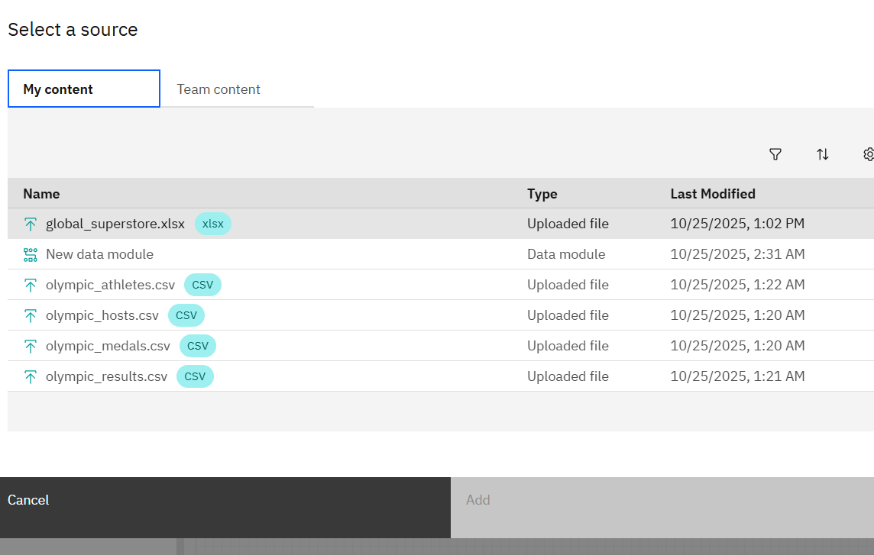 Select a source
My content Team content
Name Type Last Modified
global_superstore.xlsx xlsx Uploaded file 10/25/2025, 1:02 PM
New data module Data module 10/25/2025, 2:31 AM
olympic_athletes.csv CSV Uploaded file 10/25/2025, 1:22 AM
olympic_hosts.csv CSV Uploaded file 10/25/2025, 1:20 AM
olympic_medals.csv CSV Uploaded file 10/25/2025, 1:20 AM
olympic_results.csv CSV Uploaded file 10/25/2025, 1:21 AM
Cancel Add